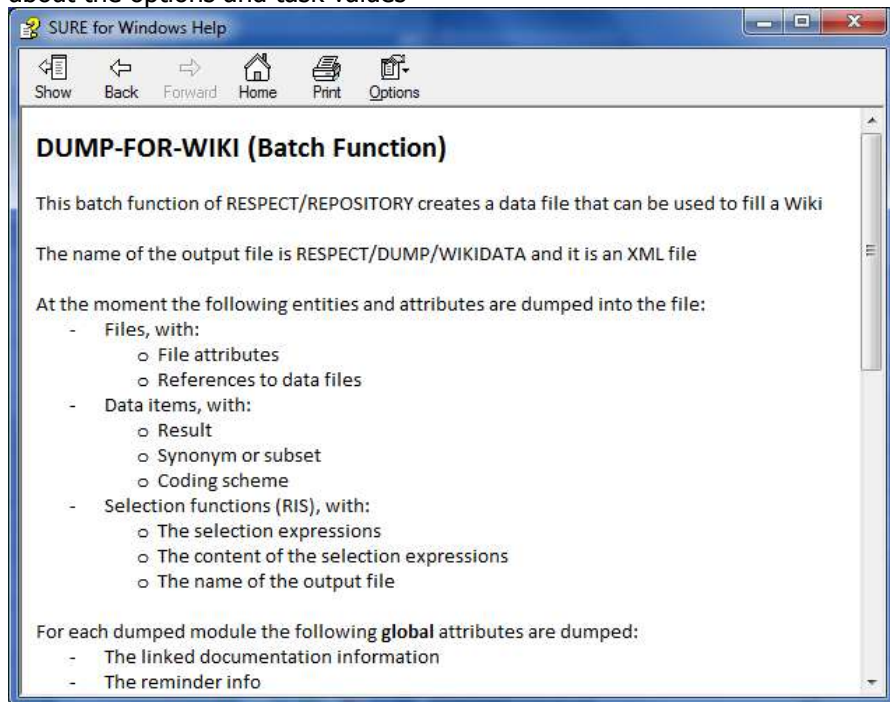 about the options and task values
SURE for Windows Help
Show Back Forward Home Print Options
DUMP-FOR-WIKI (Batch Function)
This batch function of RESPECT/REPOSITORY creates a data file that can be used to fill a Wiki
The name of the output file is RESPECT/DUMP/WIKIDATA and it is an XML file
At the moment the following entities and attributes are dumped into the file:
- Files, with:
o File attributes
o References to data files
- Data items, with:
o Result
o Synonym or subset
o Coding scheme
- Selection functions (RIS), with:
o The selection expressions
o The content of the selection expressions
o The name of the output file
For each dumped module the following global attributes are dumped:
- The linked documentation information
- The reminder info